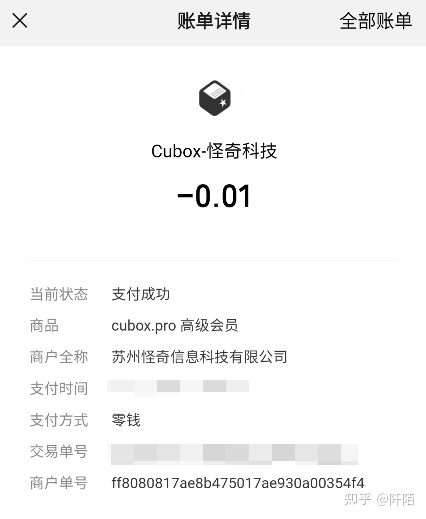 账单详情 全部账单
Cubox-怪奇科技
-0.01
当前状态 支付成功
商品 cubox.pro 高级会员
商户全称 苏州怪奇信息科技有限公司
支付时间
支付方式 零钱
交易单号
商户单号 ff8080817ae8b475017ae930a00354f4
知乎 @阡陌